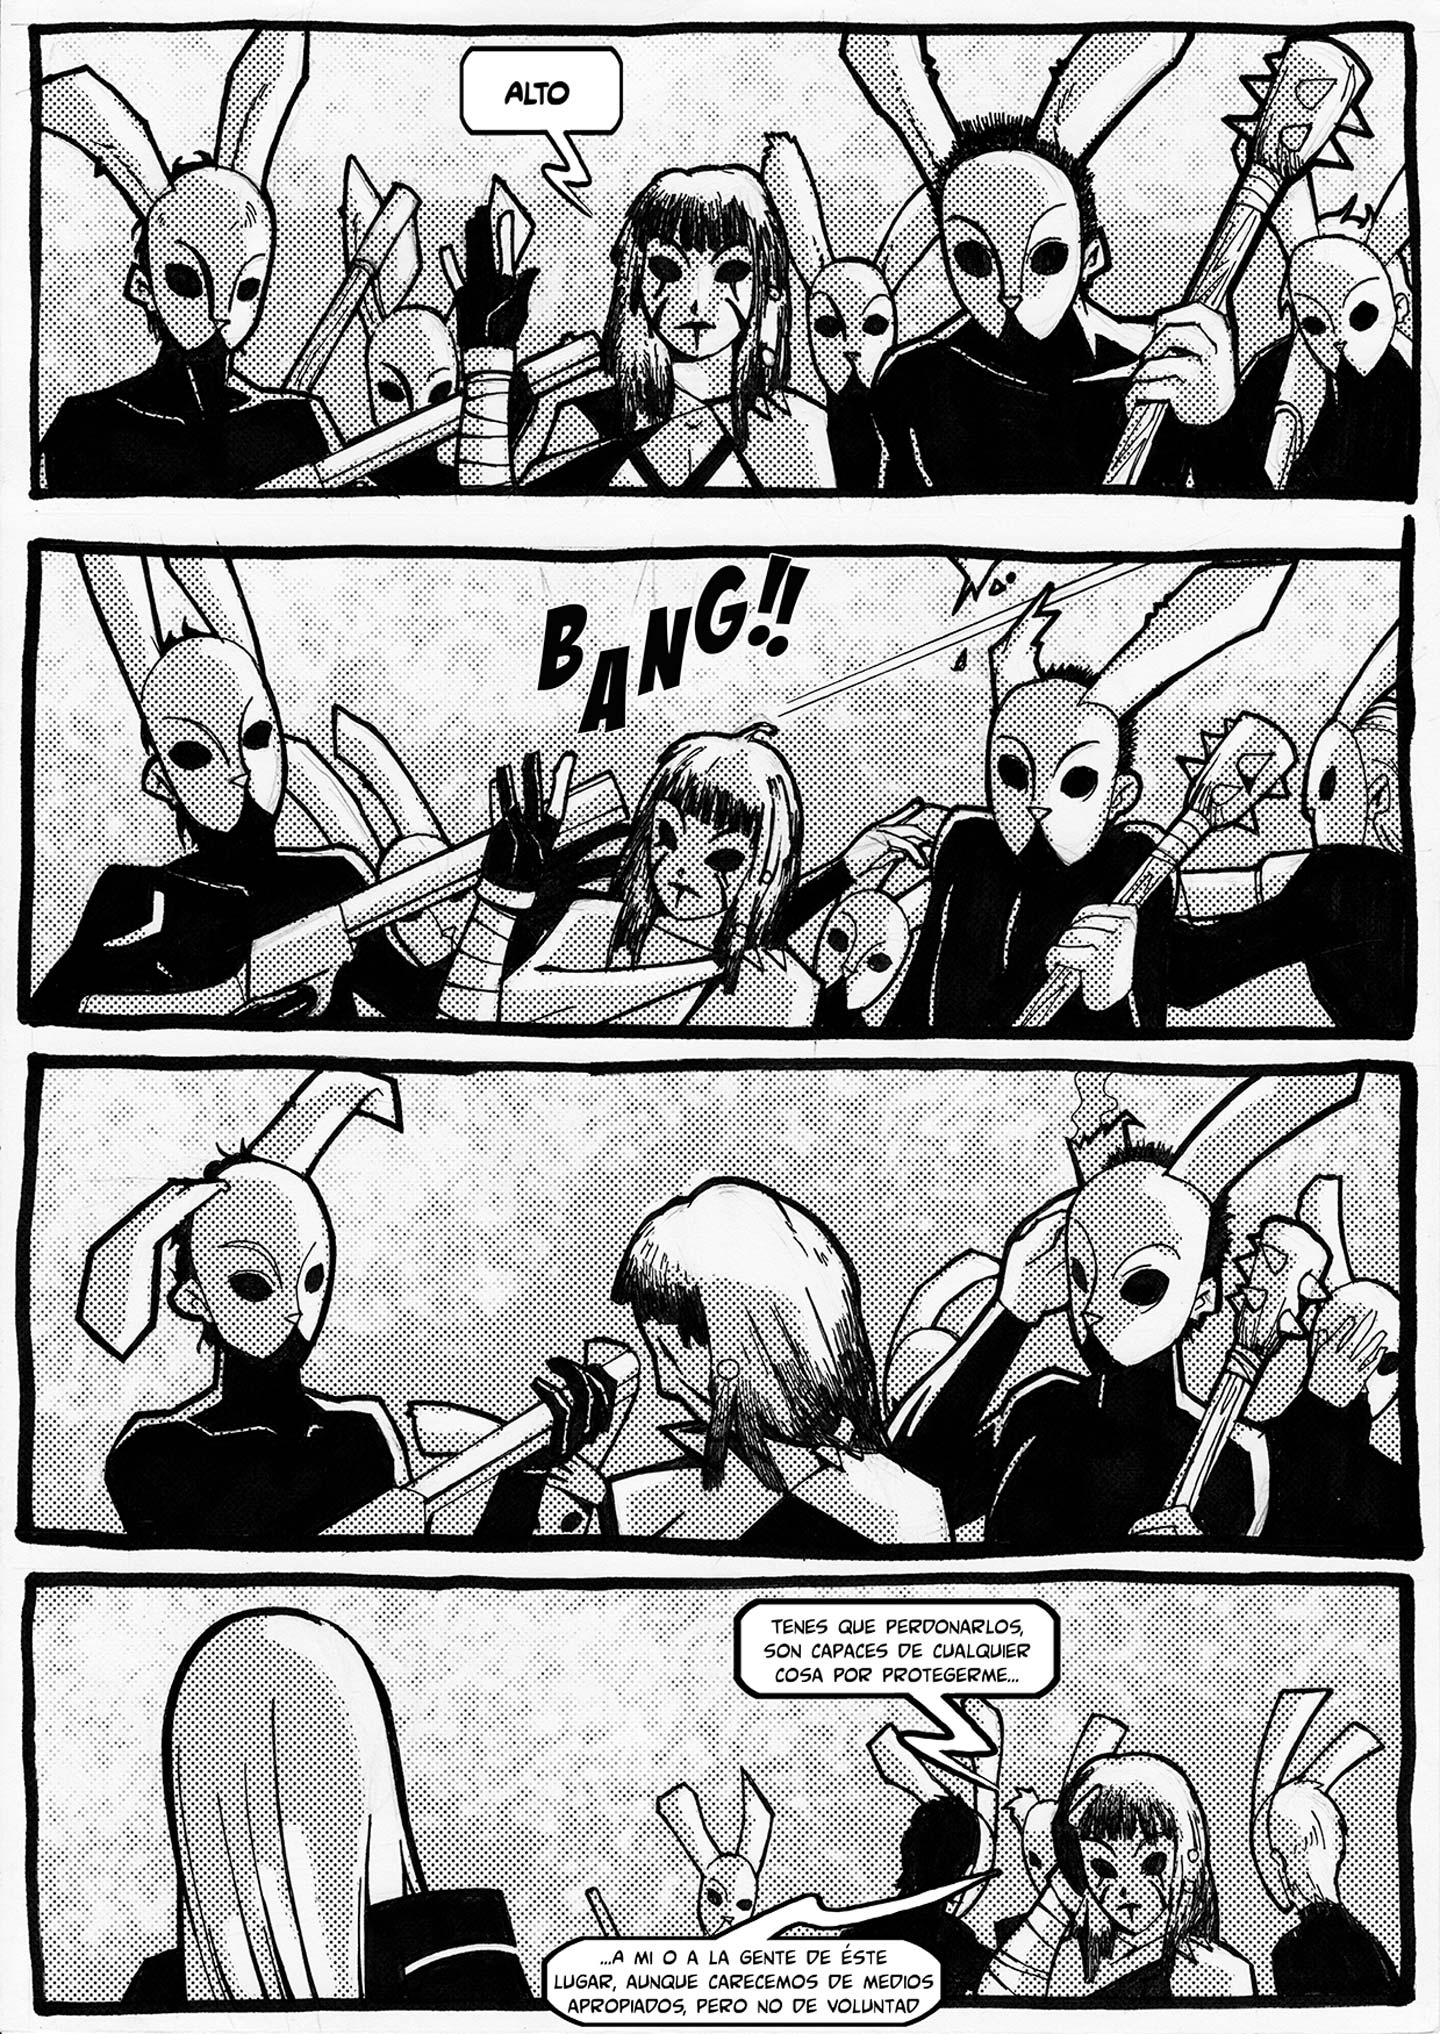 ALTO
BANG!!
TENES QUE PERDONARLOS,
SON CAPACES DE CUALQUIER
COSA POR PROTEGERME...
...A MI O A LA GENTE DE ÉSTE
LUGAR, AUNQUE CARECEMOS DE MEDIOS
APROPIADOS, PERO NO DE VOLUNTAD